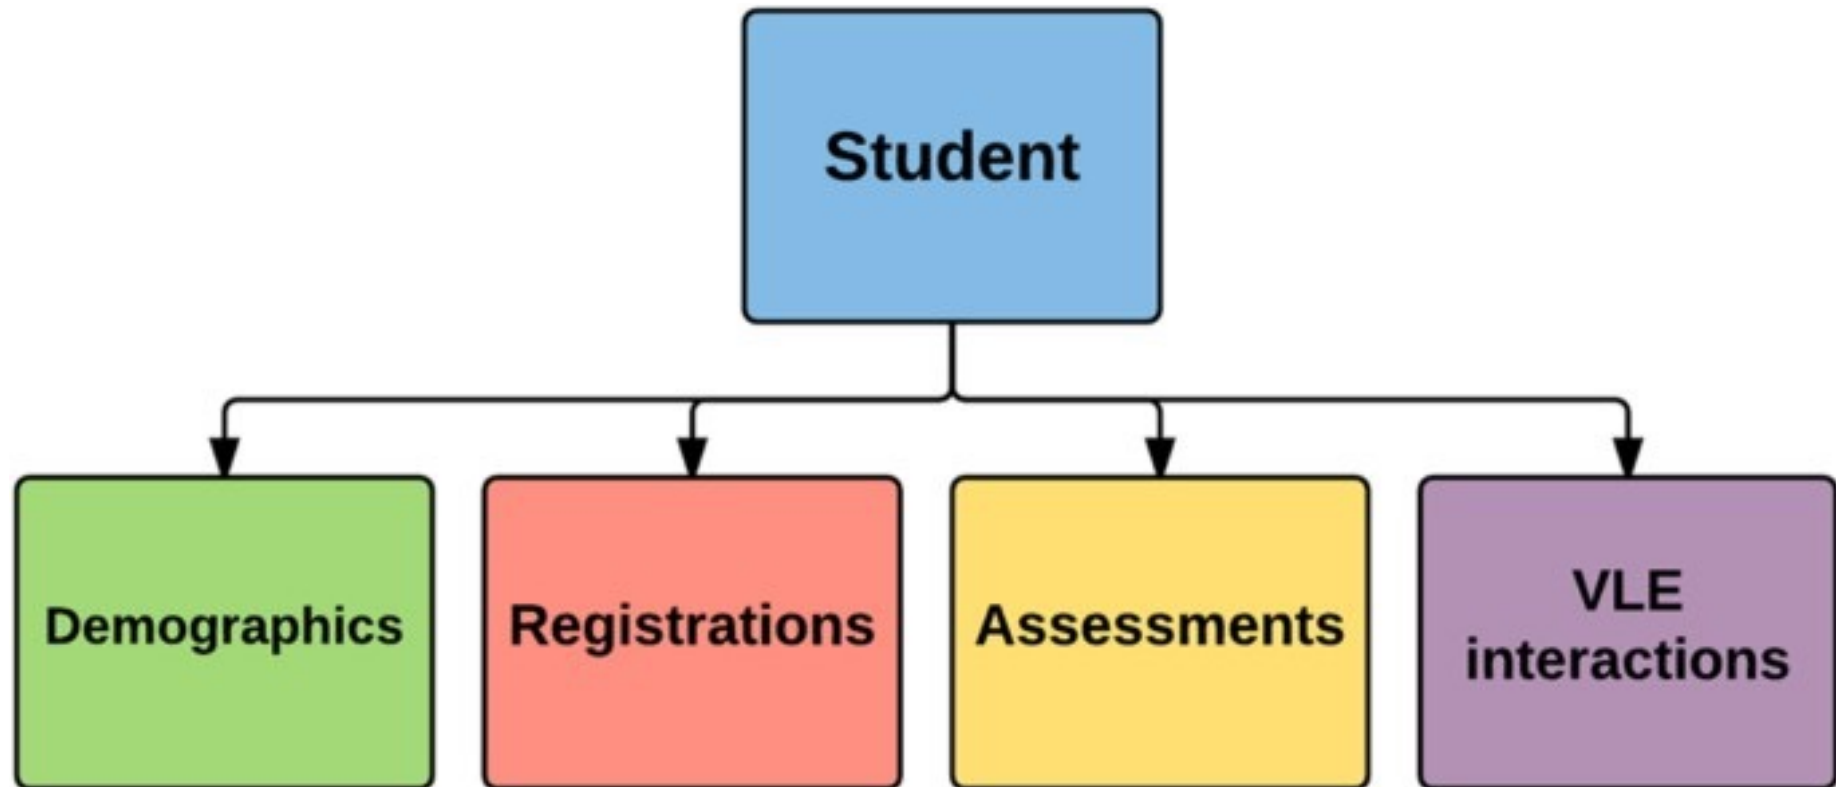 Student
Demographics
Registrations
Assessments
VLE
interactions